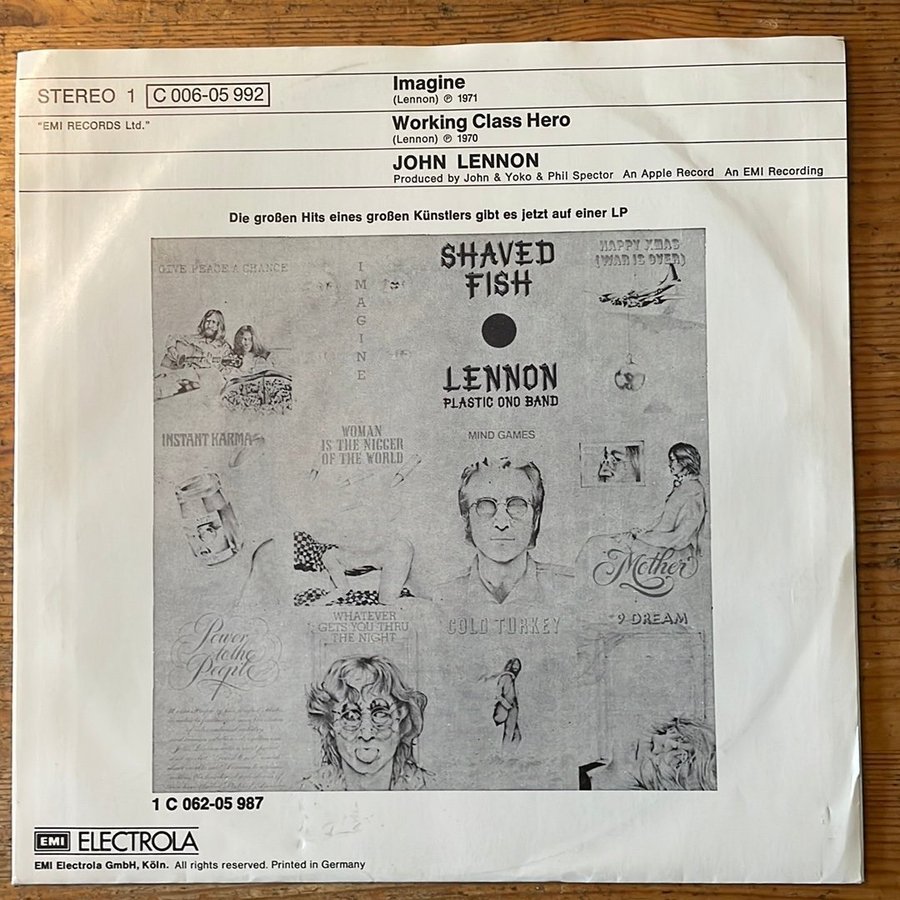 STEREO 1 C 006-05 992
"EMI RECORDS Ltd."
Imagine
(Lennon) ℗ 1971
Working Class Hero
(Lennon) ℗ 1970
JOHN LENNON
Produced by John & Yoko & Phil Spector An Apple Record An EMI Recording
Die großen Hits eines großen Künstlers gibt es jetzt auf einer LP
GIVE PEACE A CHANCE
IMAGINE
SHAVED
FISH
LENNON
PLASTIC ONO BAND
HAPPY XMAS
(WAR IS OVER)
INSTANT KARMA
WOMAN
IS THE NIGGER
OF THE WORLD
MIND GAMES
Mother
Power
to the
People
WHATEVER
GETS YOU THRU
THE NIGHT
COLD TURKEY
9 DREAM
1 C 062-05 987
EMI ELECTROLA
EMI Electrola GmbH, Köln. All rights reserved. Printed in Germany